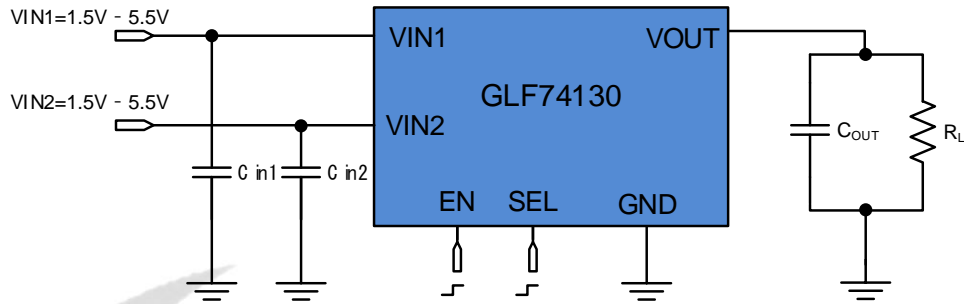 VIN1=1.5V - 5.5V
VIN1
VOUT
GLF74130
VIN2=1.5V - 5.5V
VIN2
COUT
RL
C in1
C in2
EN
SEL
GND